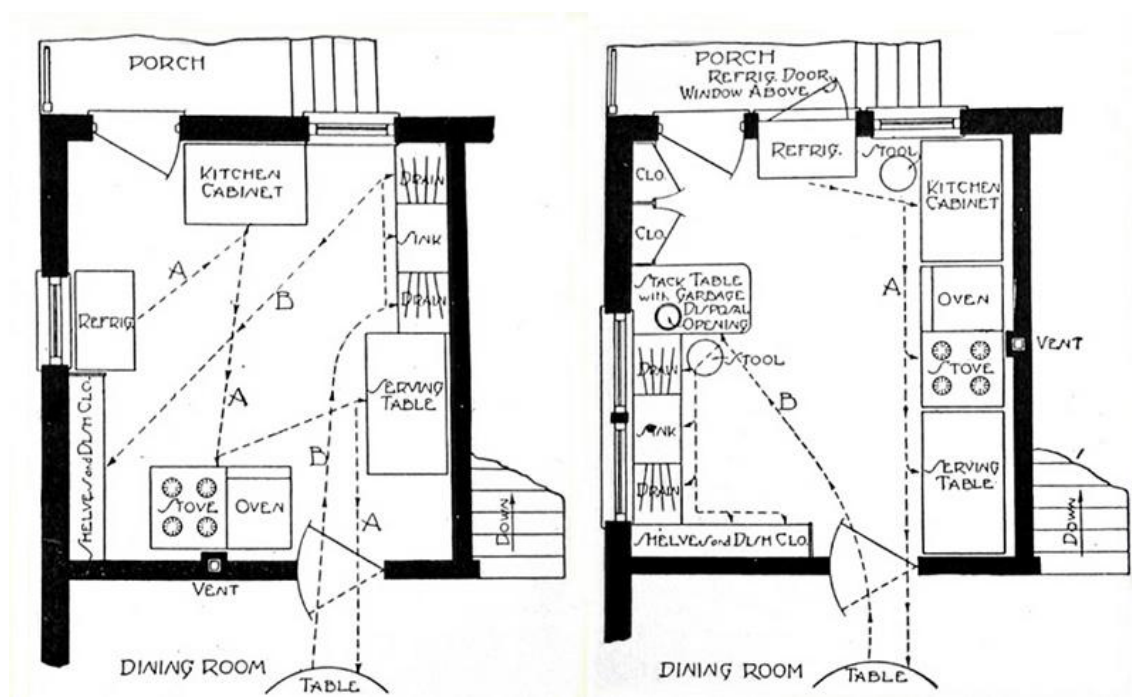 PORCH
KITCHEN
CABINET
DRAIN
SINK
DRAIN
A
B
REFRIG.
SERVING
TABLE
A
B
SHELVES and DISH CLO.
STOVE
OVEN
A
DOWN
VENT
DINING ROOM
TABLE
PORCH
REFRIG. DOOR,
WINDOW ABOVE
REFRIG.
STOOL
CLO.
KITCHEN
CABINET
CLO.
STACK TABLE
with GARBAGE
DISPOSAL
OPENING
A
OVEN
VENT
STOOL
DRAIN
STOVE
B
SINK
DRAIN
SERVING
TABLE
SHELVES and DISH CLO.
DOWN
DINING ROOM
TABLE